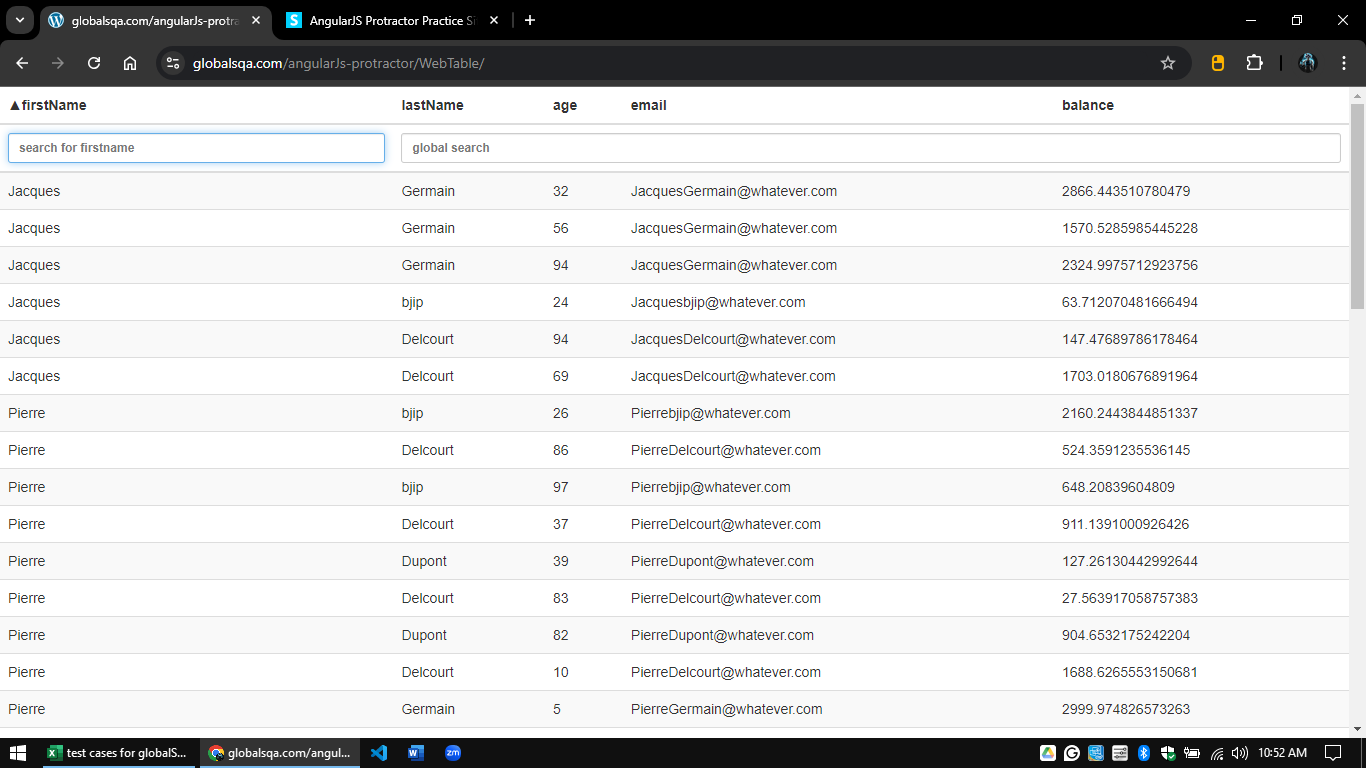 globalsqa.com/angularJs-protra
AngularJS Protractor Practice Si
globalsqa.com/angularJs-protractor/WebTable/
▲firstName lastName age email balance
search for firstname global search
Jacques Germain 32 JacquesGermain@whatever.com 2866.443510780479
Jacques Germain 56 JacquesGermain@whatever.com 1570.5285985445228
Jacques Germain 94 JacquesGermain@whatever.com 2324.9975712923756
Jacques bjip 24 Jacquesbjip@whatever.com 63.712070481666494
Jacques Delcourt 94 JacquesDelcourt@whatever.com 147.47689786178464
Jacques Delcourt 69 JacquesDelcourt@whatever.com 1703.0180676891964
Pierre bjip 26 Pierrebjip@whatever.com 2160.2443844851337
Pierre Delcourt 86 PierreDelcourt@whatever.com 524.3591235536145
Pierre bjip 97 Pierrebjip@whatever.com 648.20839604809
Pierre Delcourt 37 PierreDelcourt@whatever.com 911.1391000926426
Pierre Dupont 39 PierreDupont@whatever.com 127.26130442992644
Pierre Delcourt 83 PierreDelcourt@whatever.com 27.563917058757383
Pierre Dupont 82 PierreDupont@whatever.com 904.6532175242204
Pierre Delcourt 10 PierreDelcourt@whatever.com 1688.6265553150681
Pierre Germain 5 PierreGermain@whatever.com 2999.974826573263
test cases for globalS... globalsqa.com/angul... zm 10:52 AM